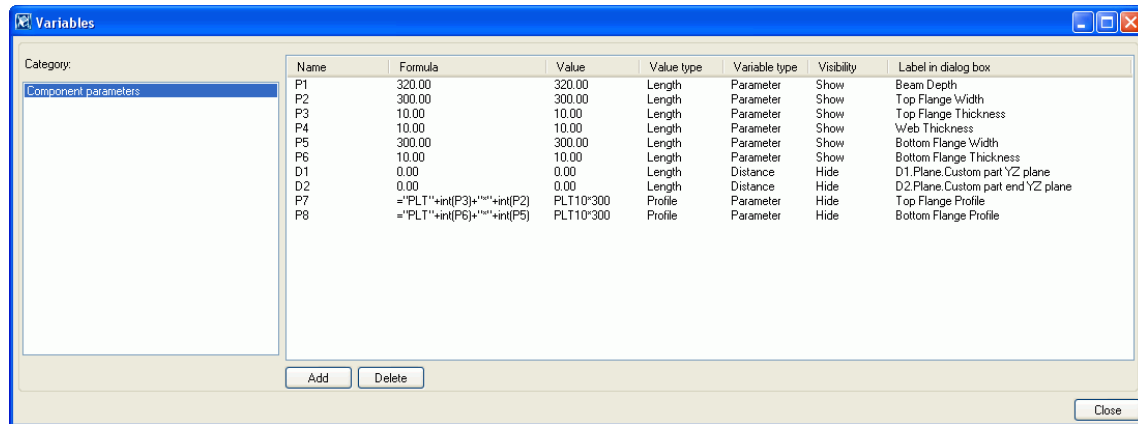 Variables
Category:
Component parameters
Name Formula Value Value type Variable type Visibility Label in dialog box
P1 320.00 320.00 Length Parameter Show Beam Depth
P2 300.00 300.00 Length Parameter Show Top Flange Width
P3 10.00 10.00 Length Parameter Show Top Flange Thickness
P4 10.00 10.00 Length Parameter Show Web Thickness
P5 300.00 300.00 Length Parameter Show Bottom Flange Width
P6 10.00 10.00 Length Parameter Show Bottom Flange Thickness
D1 0.00 0.00 Length Distance Hide D1.Plane.Custom part YZ plane
D2 0.00 0.00 Length Distance Hide D2.Plane.Custom part end YZ plane
P7 ="PLT"+int(P3)+"*"+int(P2) PLT10*300 Profile Parameter Hide Top Flange Profile
P8 ="PLT"+int(P6)+"*"+int(P5) PLT10*300 Profile Parameter Hide Bottom Flange Profile
Add Delete
Close